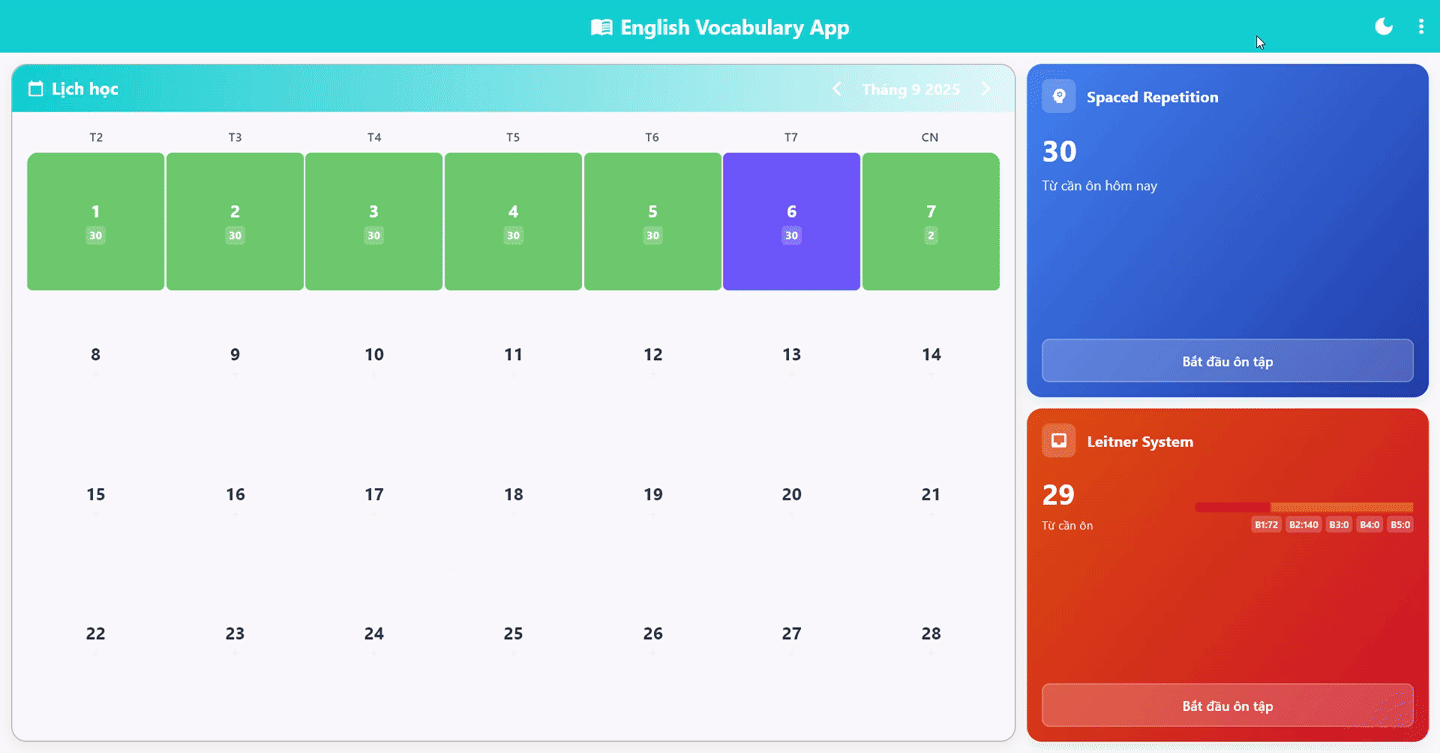 English Vocabulary App
Lịch học
Tháng 9 2025
T2 T3 T4 T5 T6 T7 CN
1 2 3 4 5 6 7
30 30 30 30 30 30 2
8 9 10 11 12 13 14
15 16 17 18 19 20 21
22 23 24 25 26 27 28
Spaced Repetition
30
Từ cần ôn hôm nay
Bắt đầu ôn tập
Leitner System
29
Từ cần ôn
B1:72 B2:140 B3:0 B4:0 B5:0
Bắt đầu ôn tập